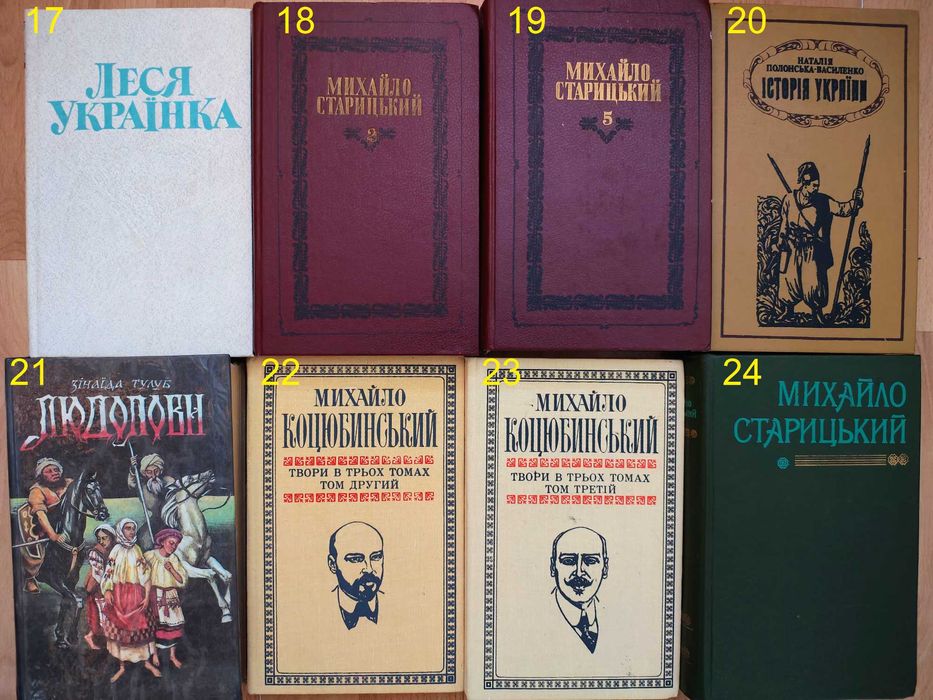 17
ЛЕСЯ
УКРАЇНКА
18
МИХАЙЛО
СТАРИЦЬКИЙ
2
19
МИХАЙЛО
СТАРИЦЬКИЙ
5
20
НАТАЛІЯ
ПОЛОНСЬКА-ВАСИЛЕНКО
ІСТОРІЯ УКРАЇНИ
21
ЗІНАЇДА ТУЛУБ
ЛЮДОЛОВИ
22
МИХАЙЛО
КОЦЮБИНСЬКИЙ
ТВОРИ В ТРЬОХ ТОМАХ
ТОМ ДРУГИЙ
23
МИХАЙЛО
КОЦЮБИНСЬКИЙ
ТВОРИ В ТРЬОХ ТОМАХ
ТОМ ТРЕТІЙ
24
МИХАЙЛО
СТАРИЦЬКИЙ